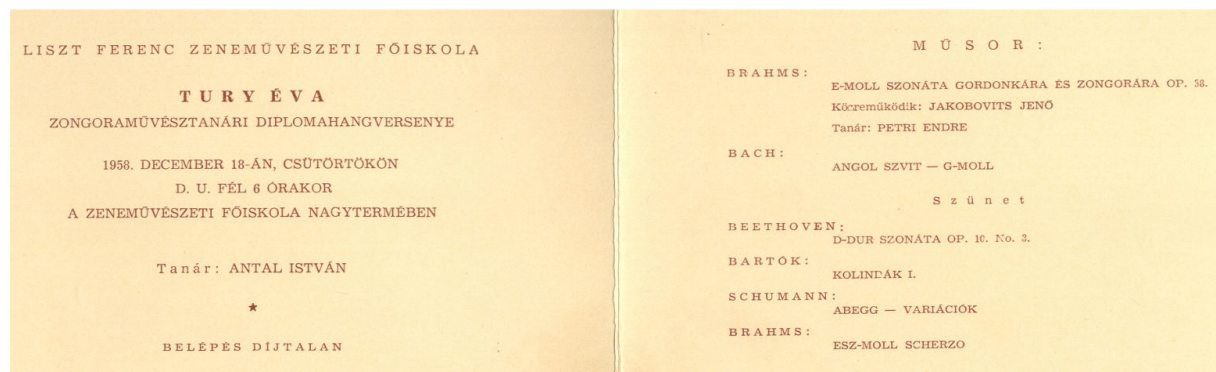 LISZT FERENC ZENEMŰVÉSZETI FŐISKOLA
TURY ÉVA
ZONGORAMŰVÉSZTANÁRI DIPLOMAHANGVERSENYE
1958. DECEMBER 18-ÁN, CSÜTÖRTÖKÖN
D. U. FÉL 6 ÓRAKOR
A ZENEMŰVÉSZETI FŐISKOLA NAGYTERMÉBEN
Tanár: ANTAL ISTVÁN
★
BELÉPÉS DÍJTALAN
MŰSOR:
BRAHMS:
E-MOLL SZONÁTA GORDONKÁRA ÉS ZONGORÁRA OP. 38.
Közreműködik: JAKOBOVITS JENŐ
Tanár: PETRI ENDRE
BACH:
ANGOL SZVIT — G-MOLL
Szünet
BEETHOVEN:
D-DUR SZONÁTA OP. 10. No. 3.
BARTÓK:
KOLINDÁK I.
SCHUMANN:
ABEGG — VARIÁCIÓK
BRAHMS:
ESZ-MOLL SCHERZO